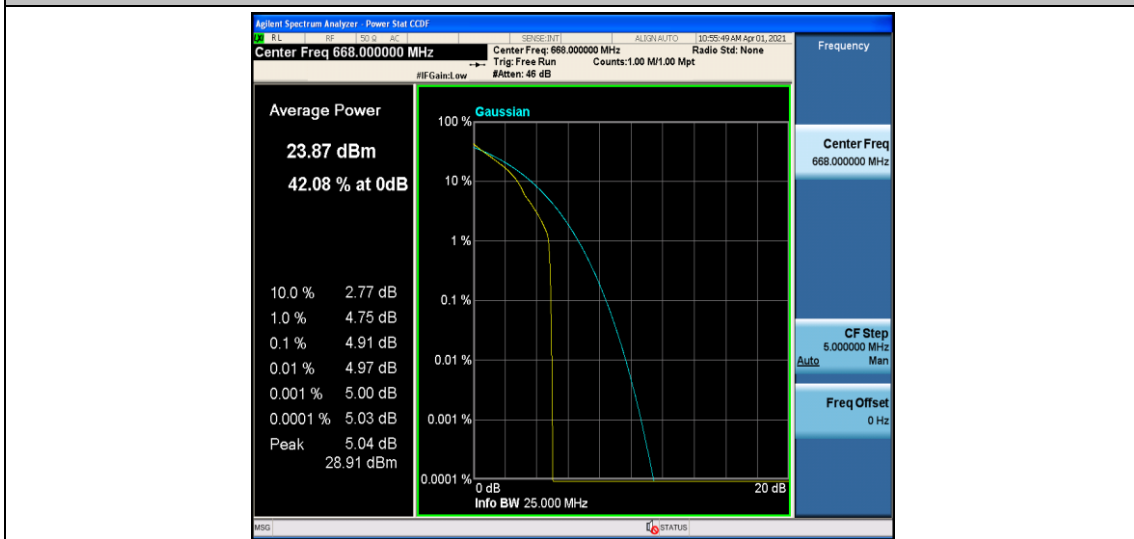 Agilent Spectrum Analyzer - Power Stat CCDF
LXI RL RF 50 Ω AC SENSE:INT ALIGN AUTO 10:55:49 AM Apr 01, 2021
Center Freq 668.000000 MHz
Center Freq: 668.000000 MHz Radio Std: None
Trig: Free Run Counts:1.00 M/1.00 Mpt
#IFGain:Low #Atten: 46 dB
Frequency
Average Power
23.87 dBm
42.08 % at 0dB
10.0 % 2.77 dB
1.0 % 4.75 dB
0.1 % 4.91 dB
0.01 % 4.97 dB
0.001 % 5.00 dB
0.0001 % 5.03 dB
Peak 5.04 dB
28.91 dBm
Gaussian
100 %
10 %
1 %
0.1 %
0.01 %
0.001 %
0.0001 %
0 dB 20 dB
Info BW 25.000 MHz
Center Freq
668.000000 MHz
CF Step
5.000000 MHz
Auto Man
Freq Offset
0 Hz
MSG STATUS